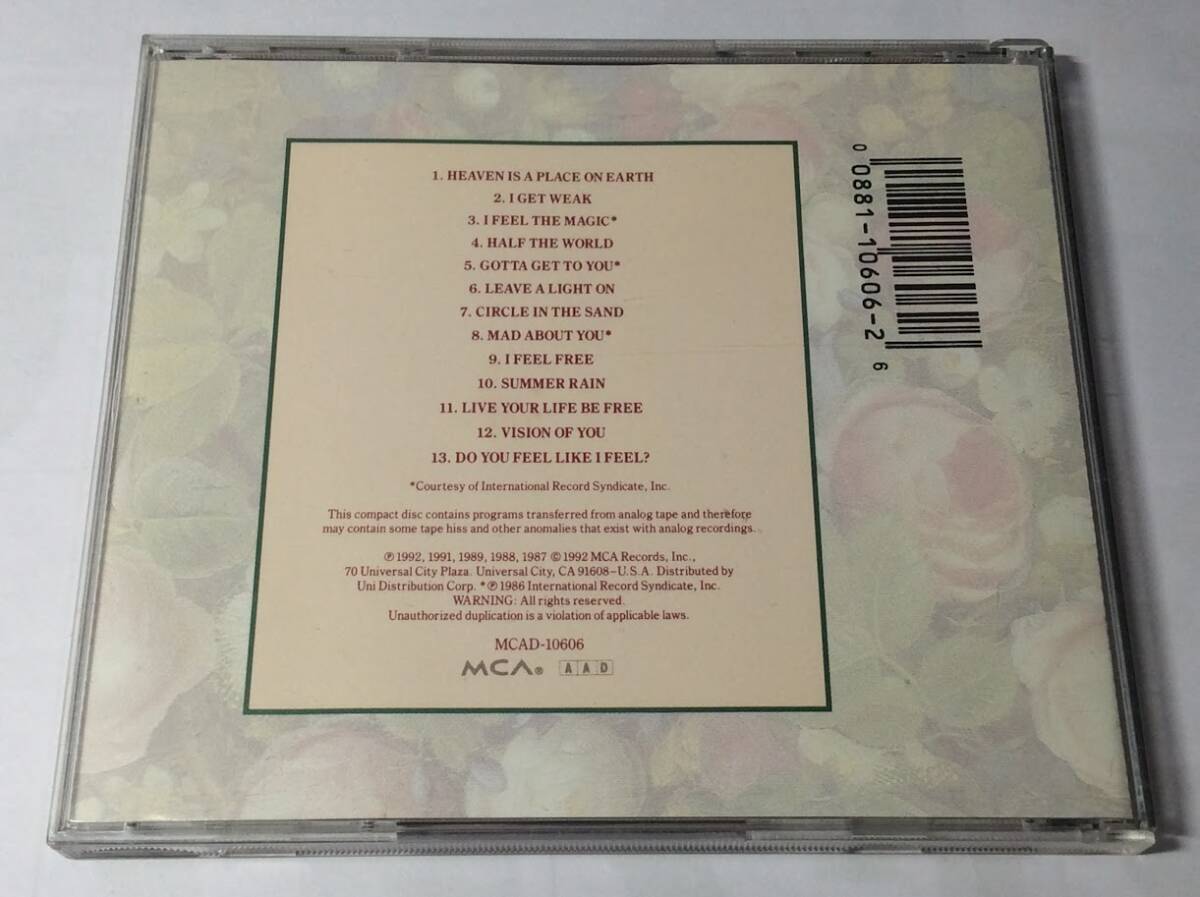 1. HEAVEN IS A PLACE ON EARTH
2. I GET WEAK
3. I FEEL THE MAGIC*
4. HALF THE WORLD
5. GOTTA GET TO YOU*
6. LEAVE A LIGHT ON
7. CIRCLE IN THE SAND
8. MAD ABOUT YOU*
9. I FEEL FREE
10. SUMMER RAIN
11. LIVE YOUR LIFE BE FREE
12. VISION OF YOU
13. DO YOU FEEL LIKE I FEEL?
*Courtesy of International Record Syndicate, Inc.
This compact disc contains programs transferred from analog tape and therefore
may contain some tape hiss and other anomalies that exist with analog recordings.
℗ 1992, 1991, 1989, 1988, 1987 © 1992 MCA Records, Inc.,
70 Universal City Plaza. Universal City, CA 91608–U.S.A. Distributed by
Uni Distribution Corp. *℗ 1986 International Record Syndicate, Inc.
WARNING: All rights reserved.
Unauthorized duplication is a violation of applicable laws.
MCAD-10606
MCA® AAD
0 0881-10606-2 6